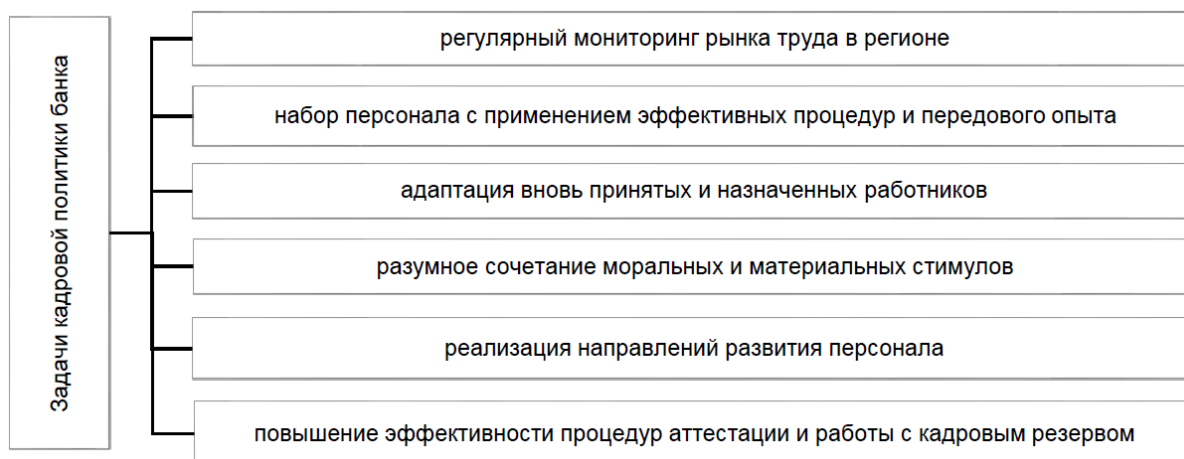 Задачи кадровой политики банка
регулярный мониторинг рынка труда в регионе
набор персонала с применением эффективных процедур и передового опыта
адаптация вновь принятых и назначенных работников
разумное сочетание моральных и материальных стимулов
реализация направлений развития персонала
повышение эффективности процедур аттестации и работы с кадровым резервом